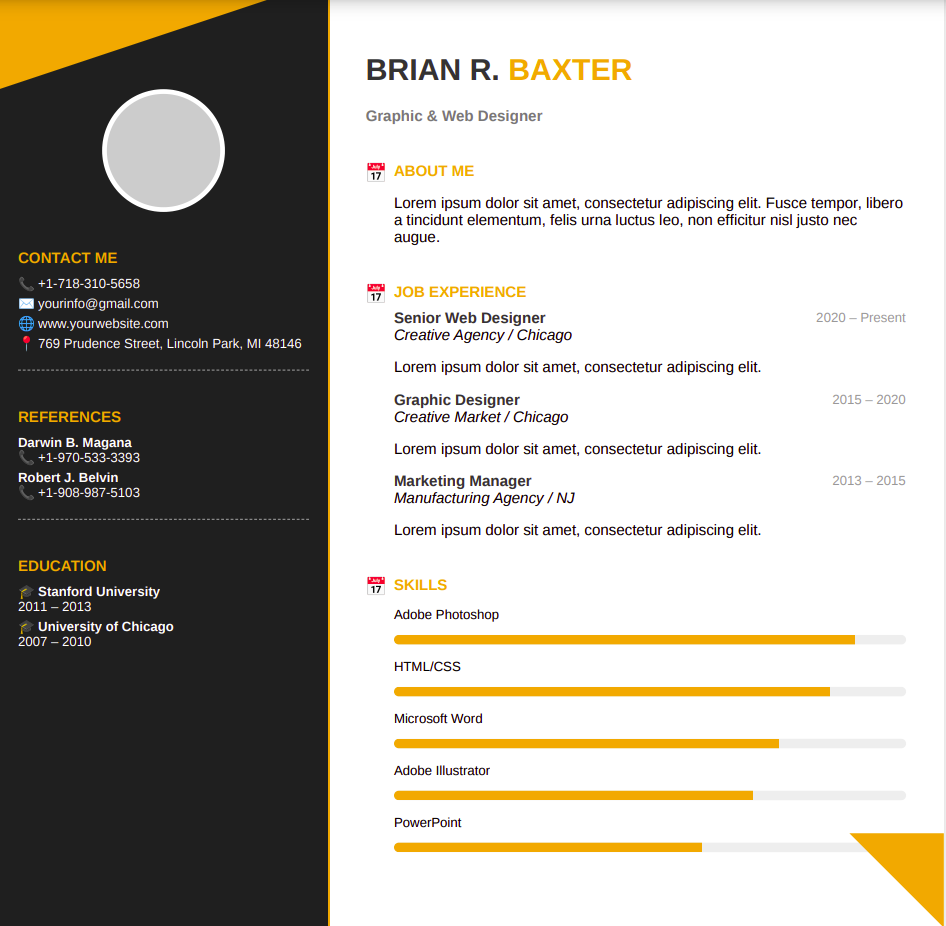 BRIAN R. BAXTER
Graphic & Web Designer
CONTACT ME
+1-718-310-5658
yourinfo@gmail.com
www.yourwebsite.com
769 Prudence Street, Lincoln Park, MI 48146
REFERENCES
Darwin B. Magana
+1-970-533-3393
Robert J. Belvin
+1-908-987-5103
EDUCATION
Stanford University
2011 – 2013
University of Chicago
2007 – 2010
ABOUT ME
Lorem ipsum dolor sit amet, consectetur adipiscing elit. Fusce tempor, libero
a tincidunt elementum, felis urna luctus leo, non efficitur nisl justo nec
augue.
JOB EXPERIENCE
Senior Web Designer 2020 – Present
Creative Agency / Chicago
Lorem ipsum dolor sit amet, consectetur adipiscing elit.
Graphic Designer 2015 – 2020
Creative Market / Chicago
Lorem ipsum dolor sit amet, consectetur adipiscing elit.
Marketing Manager 2013 – 2015
Manufacturing Agency / NJ
Lorem ipsum dolor sit amet, consectetur adipiscing elit.
SKILLS
Adobe Photoshop
HTML/CSS
Microsoft Word
Adobe Illustrator
PowerPoint